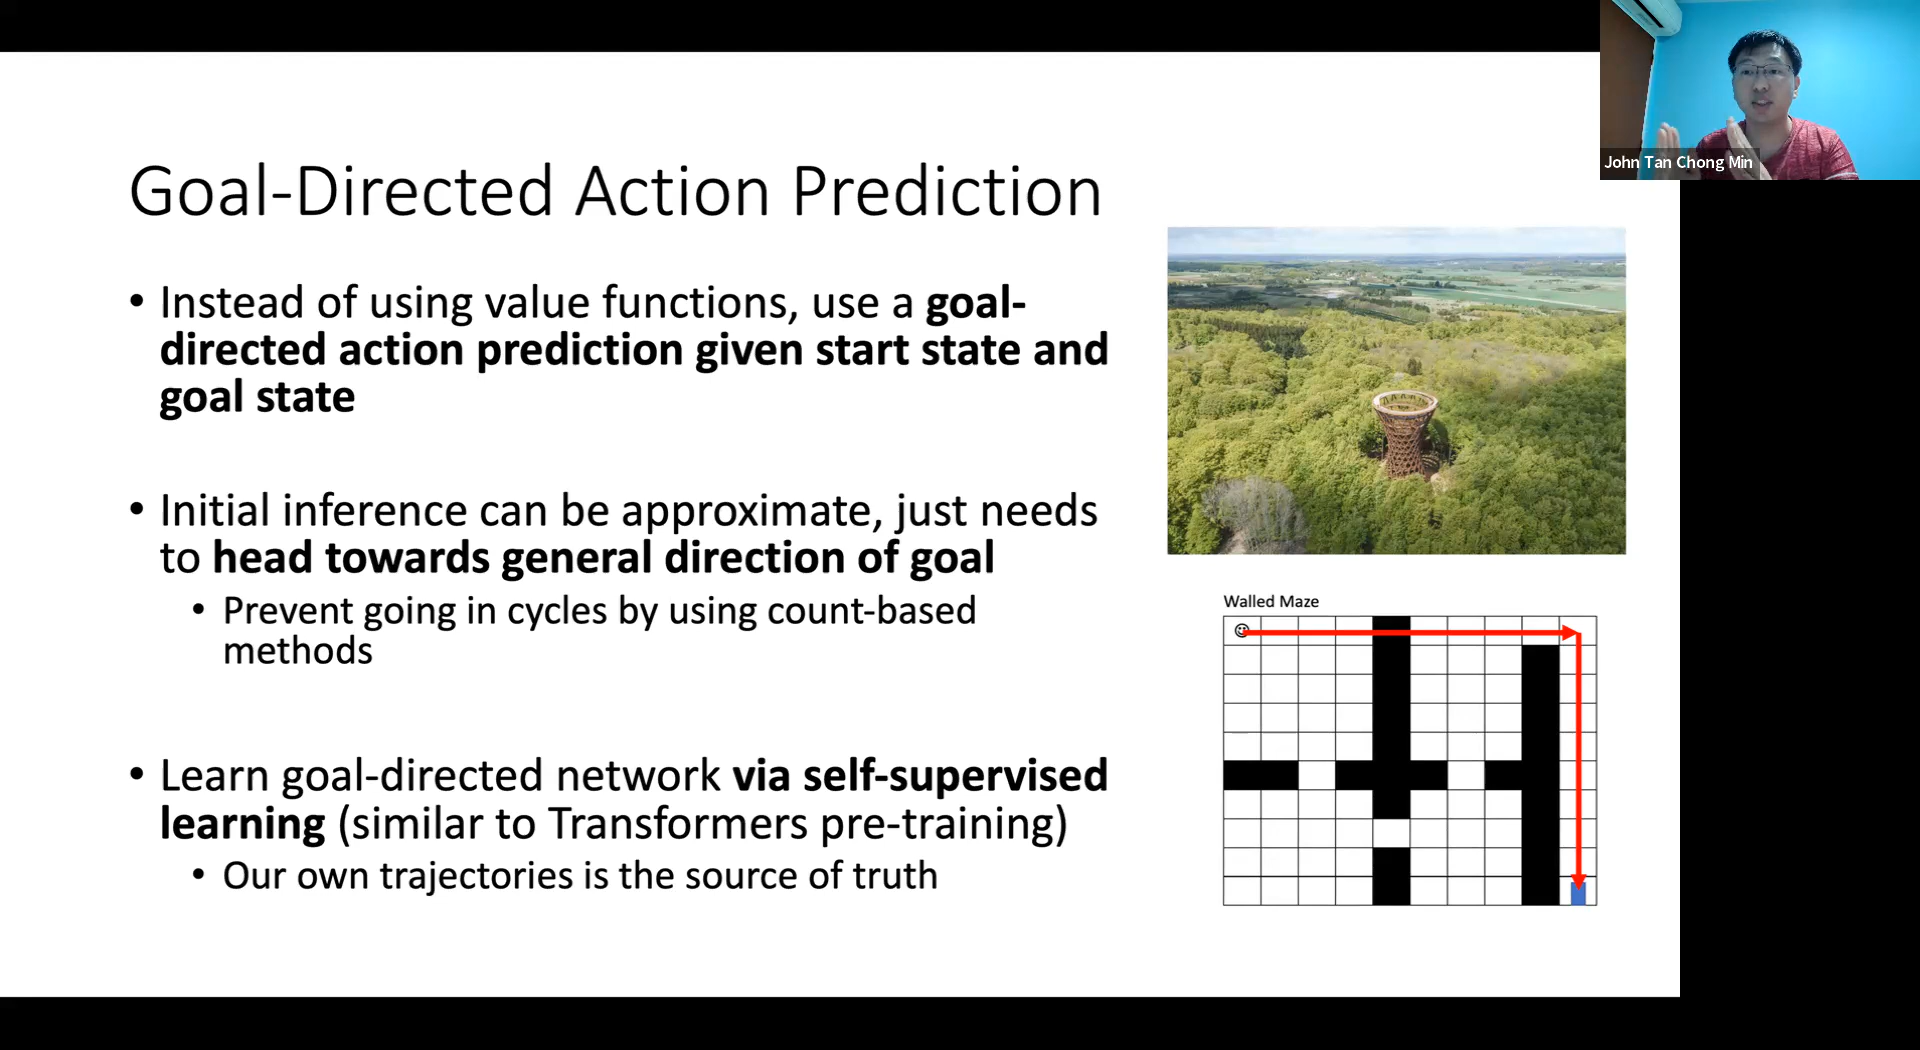 John Tan Chong Min
Goal-Directed Action Prediction
• Instead of using value functions, use a goal-
directed action prediction given start state and
goal state
• Initial inference can be approximate, just needs
to head towards general direction of goal
• Prevent going in cycles by using count-based
methods
• Learn goal-directed network via self-supervised
learning (similar to Transformers pre-training)
• Our own trajectories is the source of truth
Walled Maze